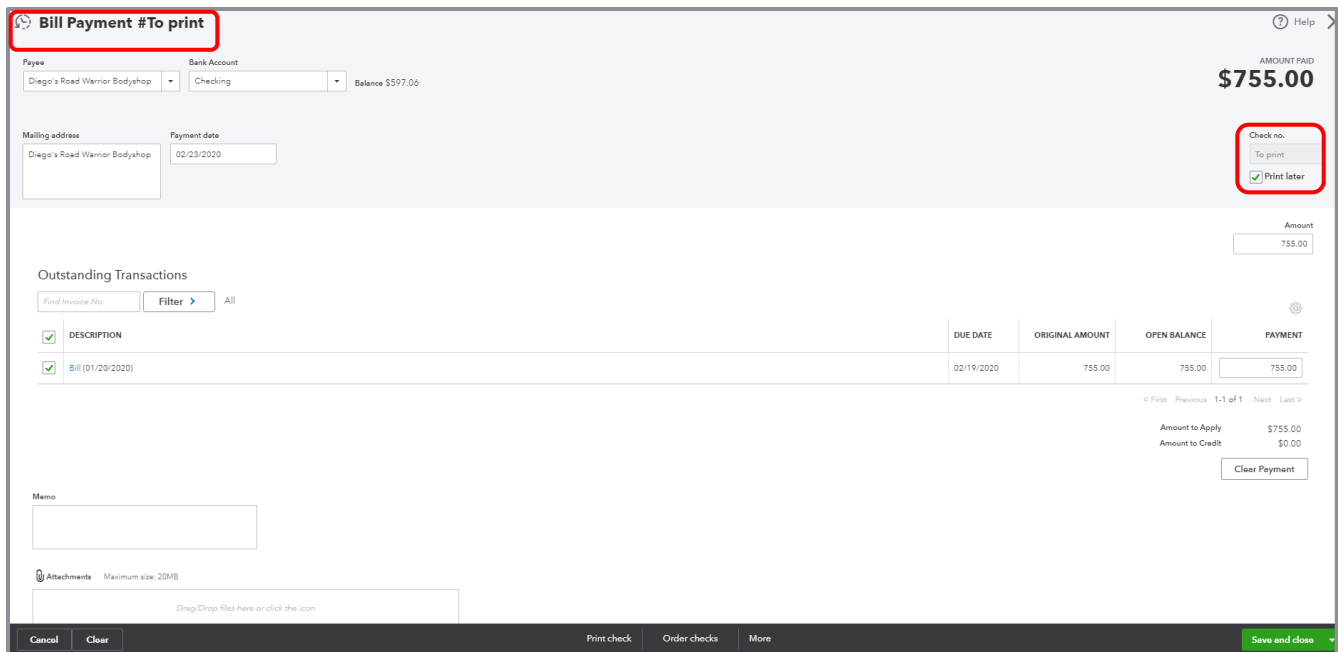 Bill Payment #To print
Help
Payee
Bank Account
AMOUNT PAID
Diego's Road Warrior Bodyshop
Checking
Balance $597.06
$755.00
Mailing address
Payment date
Check no.
Diego's Road Warrior Bodyshop
02/23/2020
To print
Print later
Amount
755.00
Outstanding Transactions
Find Invoice No.
Filter >
All
DESCRIPTION DUE DATE ORIGINAL AMOUNT OPEN BALANCE PAYMENT
Bill (01/20/2020) 02/19/2020 755.00 755.00 755.00
< First Previous 1-1 of 1 Next Last >
Amount to Apply $755.00
Amount to Credit $0.00
Clear Payment
Memo
Attachments Maximum size: 20MB
Drag/Drop files here or click the icon
Cancel Clear Print check Order checks More Save and close